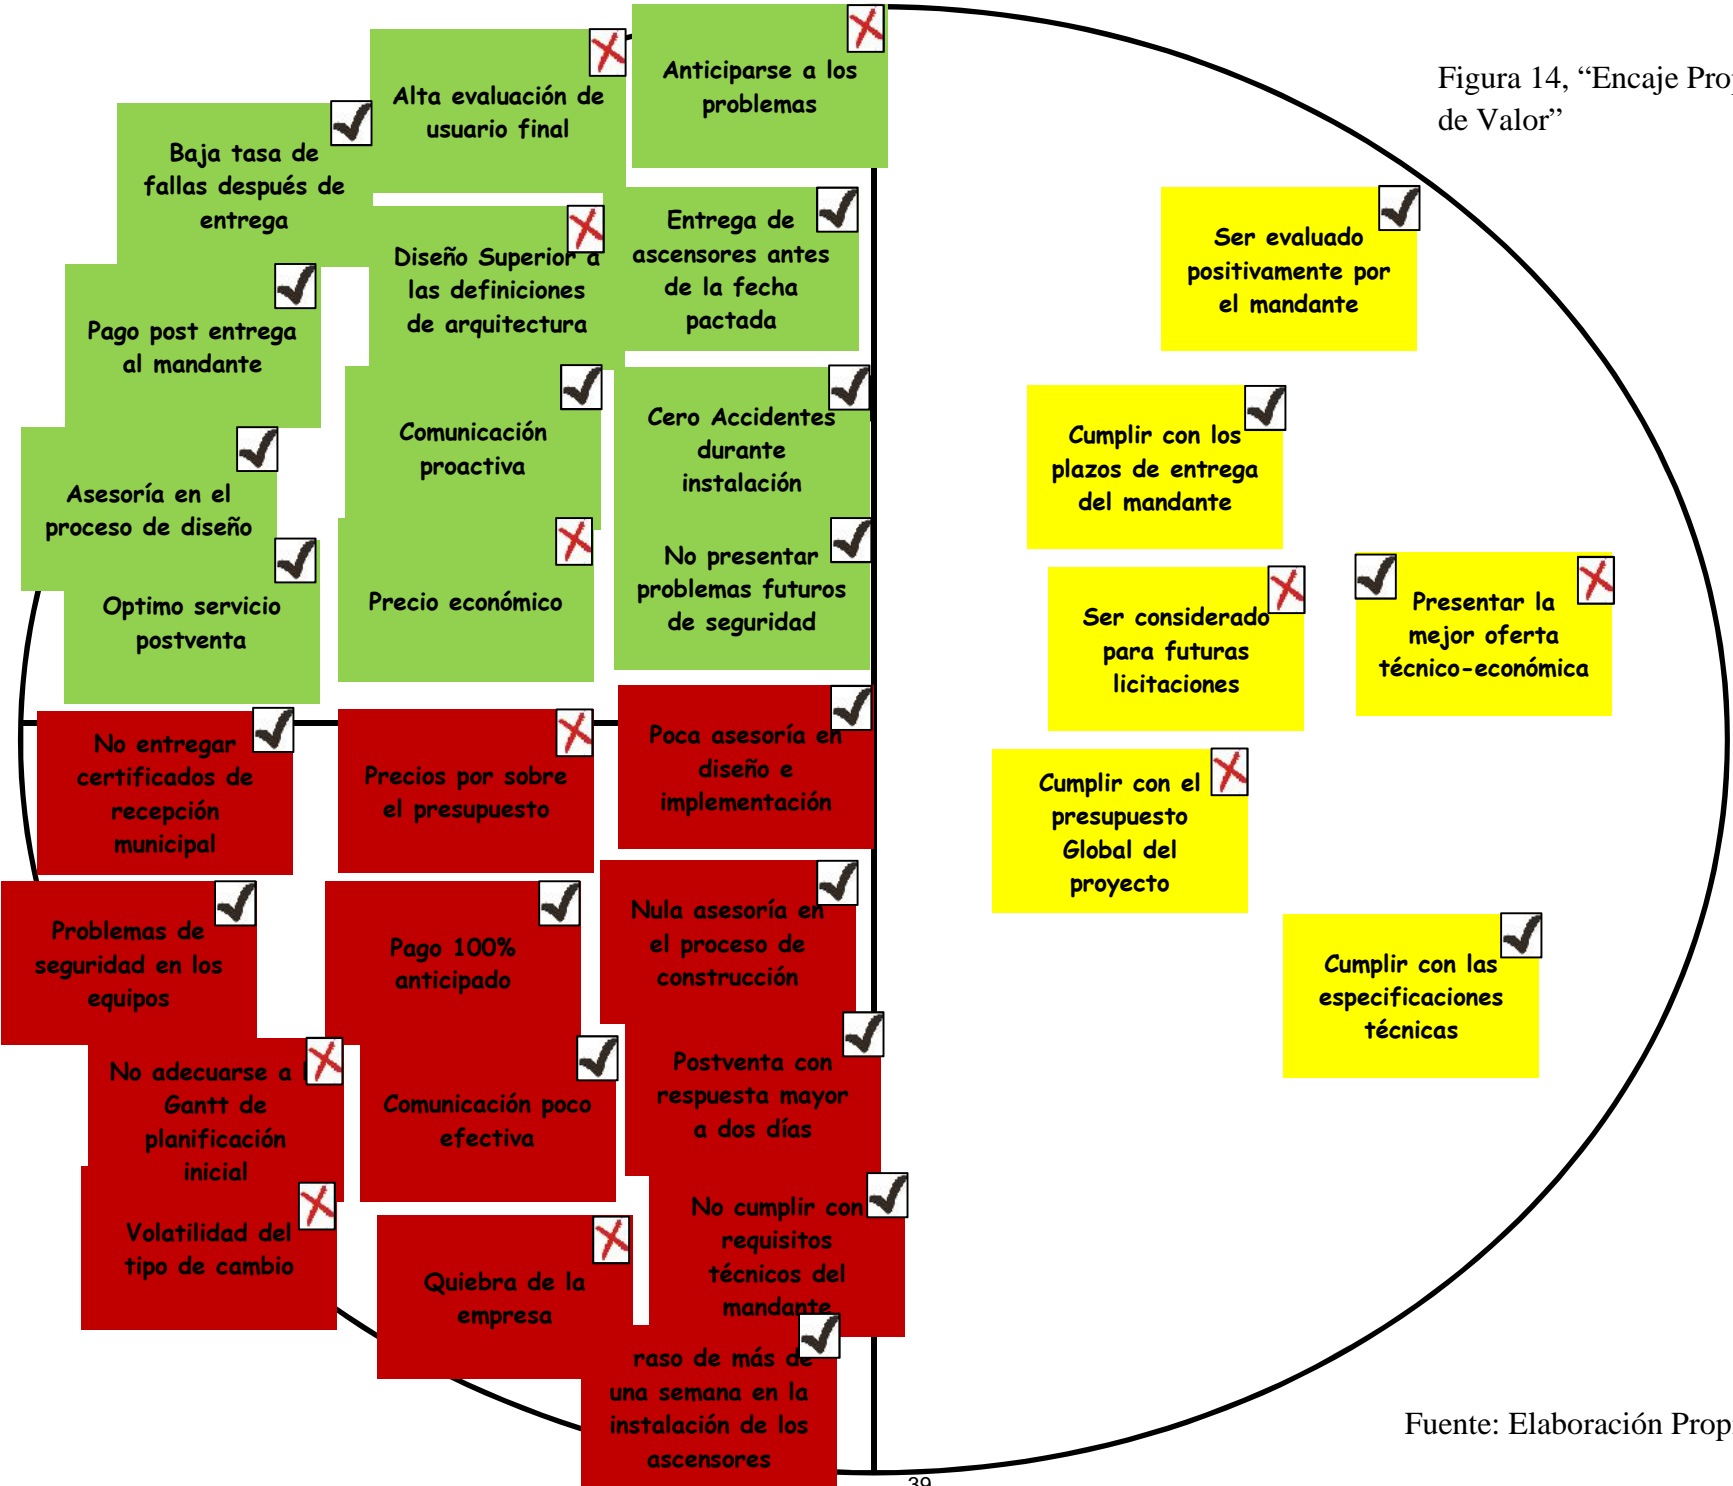 Figura 14, “Encaje
de Valor”
Anticiparse a los
problemas
Alta evaluación de
usuario final
Baja tasa de
fallas después de
entrega
Entrega de
ascensores antes
de la fecha
pactada
Diseño Superior a
las definiciones
de arquitectura
Pago post entrega
al mandante
Comunicación
proactiva
Cero Accidentes
durante
instalación
Asesoría en el
proceso de diseño
Optimo servicio
postventa
Precio económico
No presentar
problemas futuros
de seguridad
Ser evaluado
positivamente por
el mandante
Cumplir con los
plazos de entrega
del mandante
Ser considerado
para futuras
licitaciones
Presentar la
mejor oferta
técnico-económica
Cumplir con el
presupuesto
Global del
proyecto
Cumplir con las
especificaciones
técnicas
No entregar
certificados de
recepción
municipal
Precios por sobre
el presupuesto
Poca asesoría en
diseño e
implementación
Problemas de
seguridad en los
equipos
Pago 100%
anticipado
Nula asesoría en
el proceso de
construcción
No adecuarse a
Gantt de
planificación
inicial
Comunicación poco
efectiva
Postventa con
respuesta mayor
a dos días
Volatilidad del
tipo de cambio
Quiebra de la
empresa
No cumplir con
requisitos
técnicos del
mandante
raso de más de
una semana en la
instalación de los
ascensores
Fuente: Elaboración Prop
39